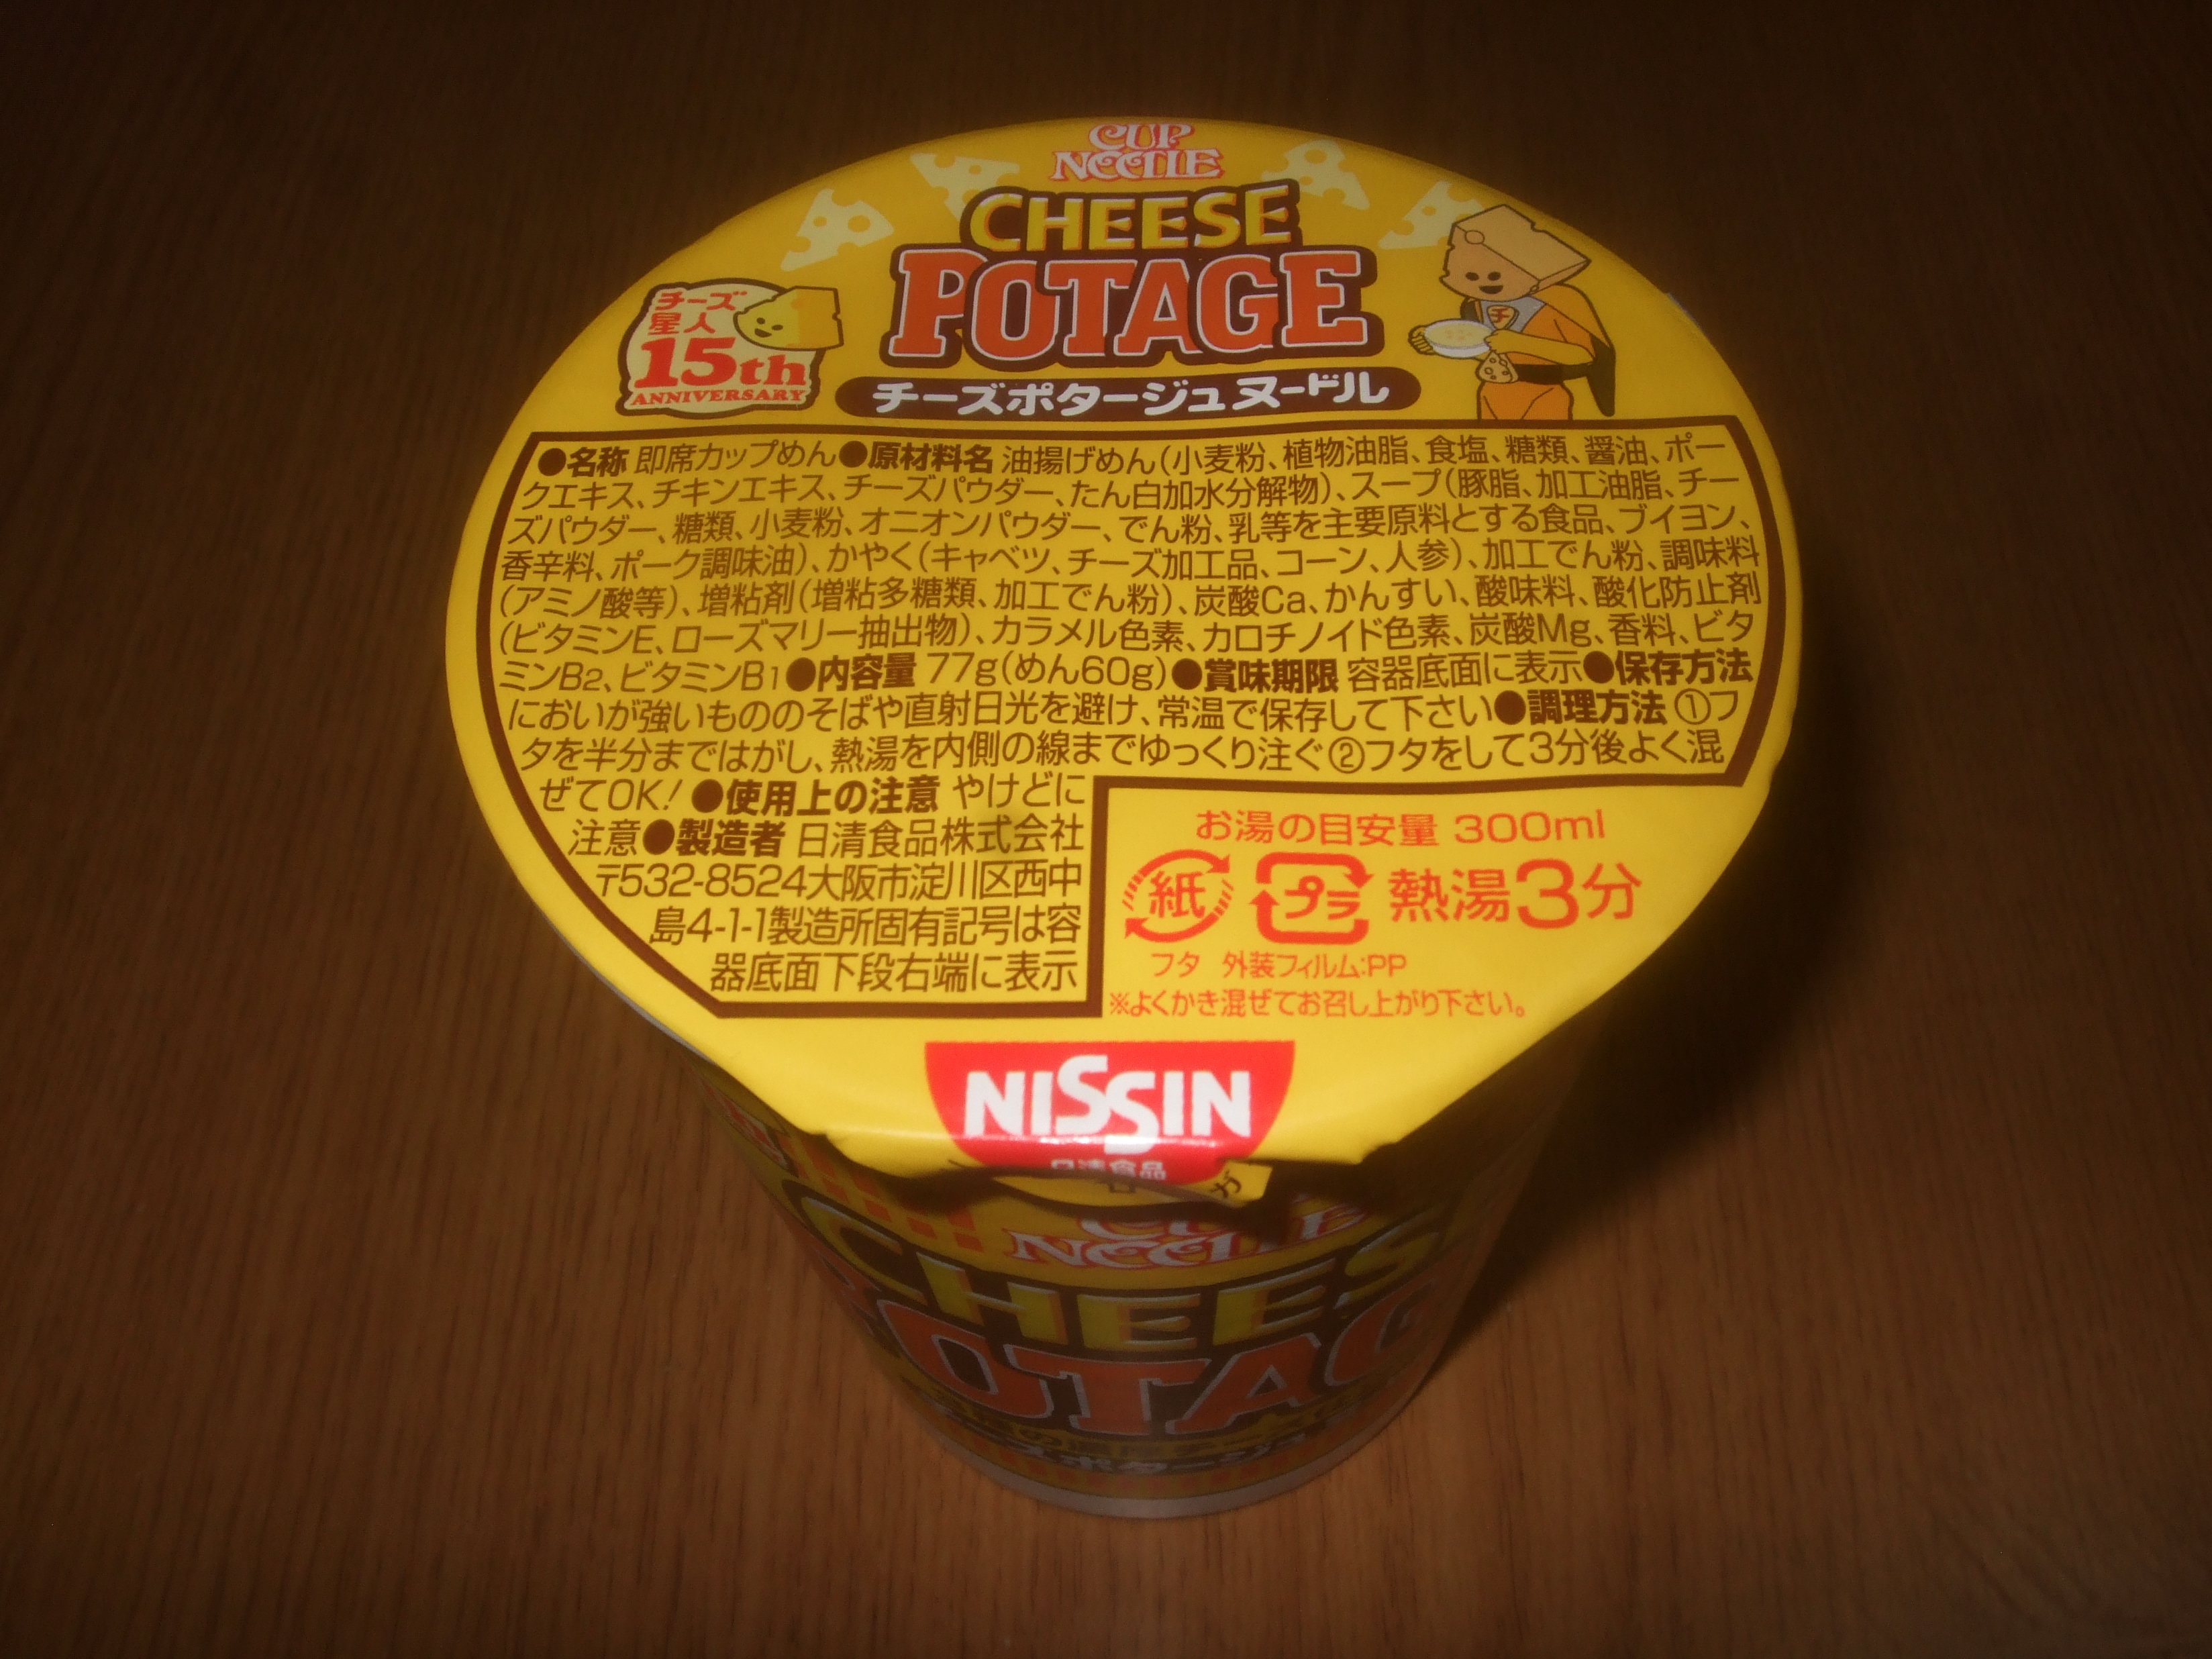 CUP
NOODLE
CHEESE
POTAGE
チーズポタージュヌードル
チーズ
星人
15th
ANNIVERSARY
チ
●名称 即席カップめん●原材料名 油揚げめん(小麦粉、植物油脂、食塩、糖類、醤油、ポー
クエキス、チキンエキス、チーズパウダー、たん白加水分解物)、スープ(豚脂、加工油脂、チー
ズパウダー、糖類、小麦粉、オニオンパウダー、でん粉、乳等を主要原料とする食品、ブイヨン、
香辛料、ポーク調味油)、かやく(キャベツ、チーズ加工品、コーン、人参)、加工でん粉、調味料
(アミノ酸等)、増粘剤(増粘多糖類、加工でん粉)、炭酸Ca、かんすい、酸味料、酸化防止剤
(ビタミンE、ローズマリー抽出物)、カラメル色素、カロチノイド色素、炭酸Mg、香料、ビタ
ミンB2、ビタミンB1●内容量 77g(めん60g)●賞味期限 容器底面に表示●保存方法
においが強いもののそばや直射日光を避け、常温で保存して下さい●調理方法 ①フ
タを半分まではがし、熱湯を内側の線までゆっくり注ぐ②フタをして3分後よく混
ぜてOK! ●使用上の注意 やけどに
注意●製造者 日清食品株式会社
〒532-8524大阪市淀川区西中
島4-1-1製造所固有記号は容
器底面下段右端に表示
お湯の目安量 300ml
紙 プラ 熱湯3分
フタ 外装フィルム:PP
※よくかき混ぜてお召し上がり下さい。
NISSIN
日清食品
NOODLE
CHEES
POTAG